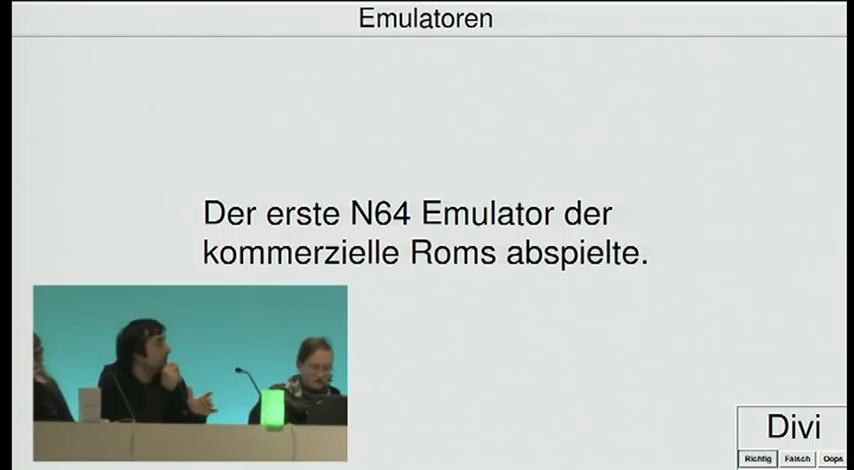 Emulatoren
Der erste N64 Emulator der
kommerzielle Roms abspielte.
Divi
Richtig Falsch Oops